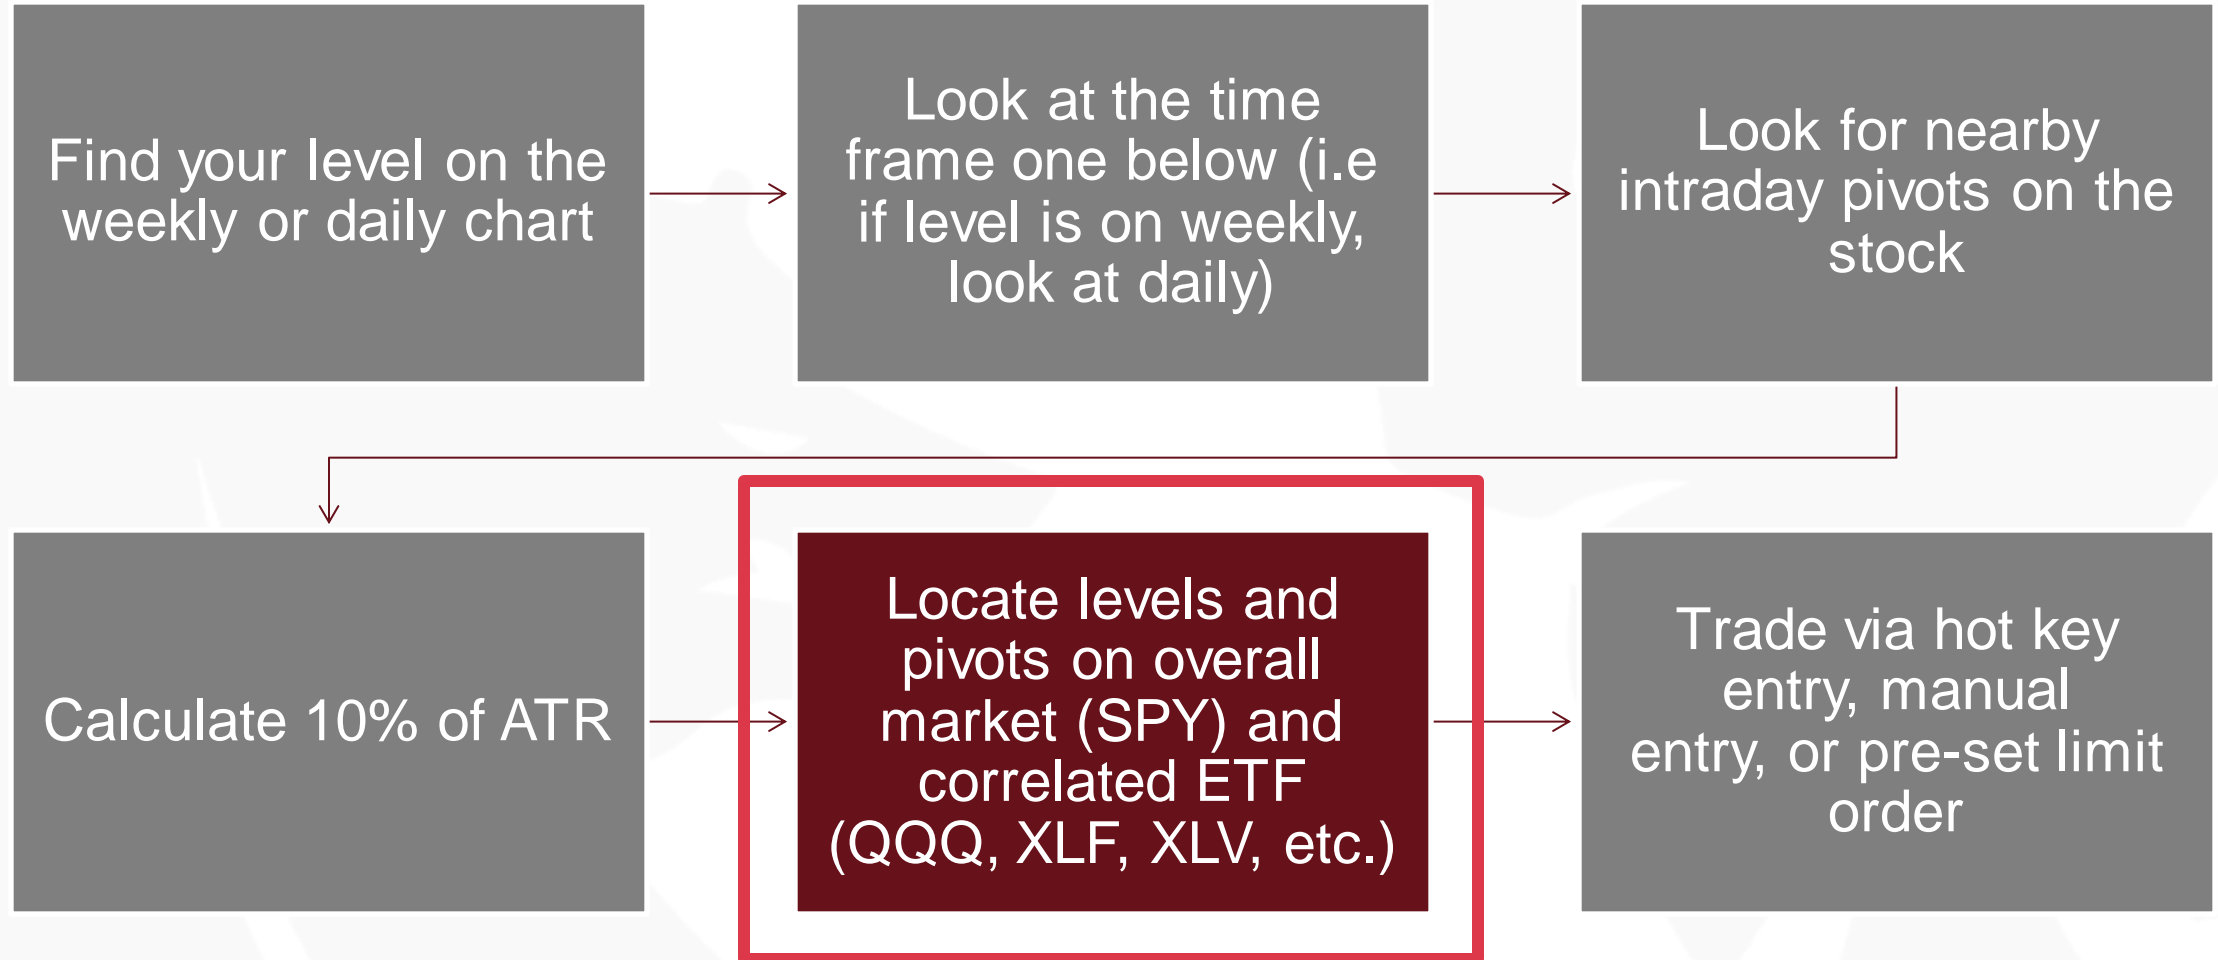 Find your level on the
weekly or daily chart
Look at the time
frame one below (i.e
if level is on weekly,
look at daily)
Look for nearby
intraday pivots on the
stock
Calculate 10% of ATR
Locate levels and
pivots on overall
market (SPY) and
correlated ETF
(QQQ, XLF, XLV, etc.)
Trade via hot key
entry, manual
entry, or pre-set limit
order